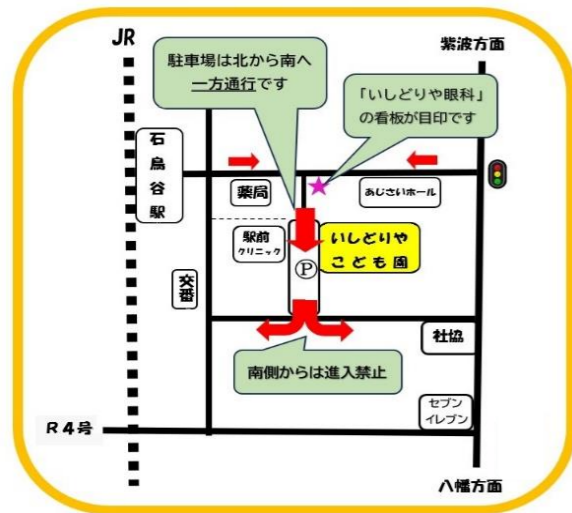 JR
紫波方面
駐車場は北から南へ
一方通行です
「いしどりや眼科」
の看板が目印です
石鳥谷駅
薬局
あじさいホール
駅前
クリニック
いしどりや
こども園
P
交番
社協
南側からは進入禁止
セブン
イレブン
R4号
八幡方面